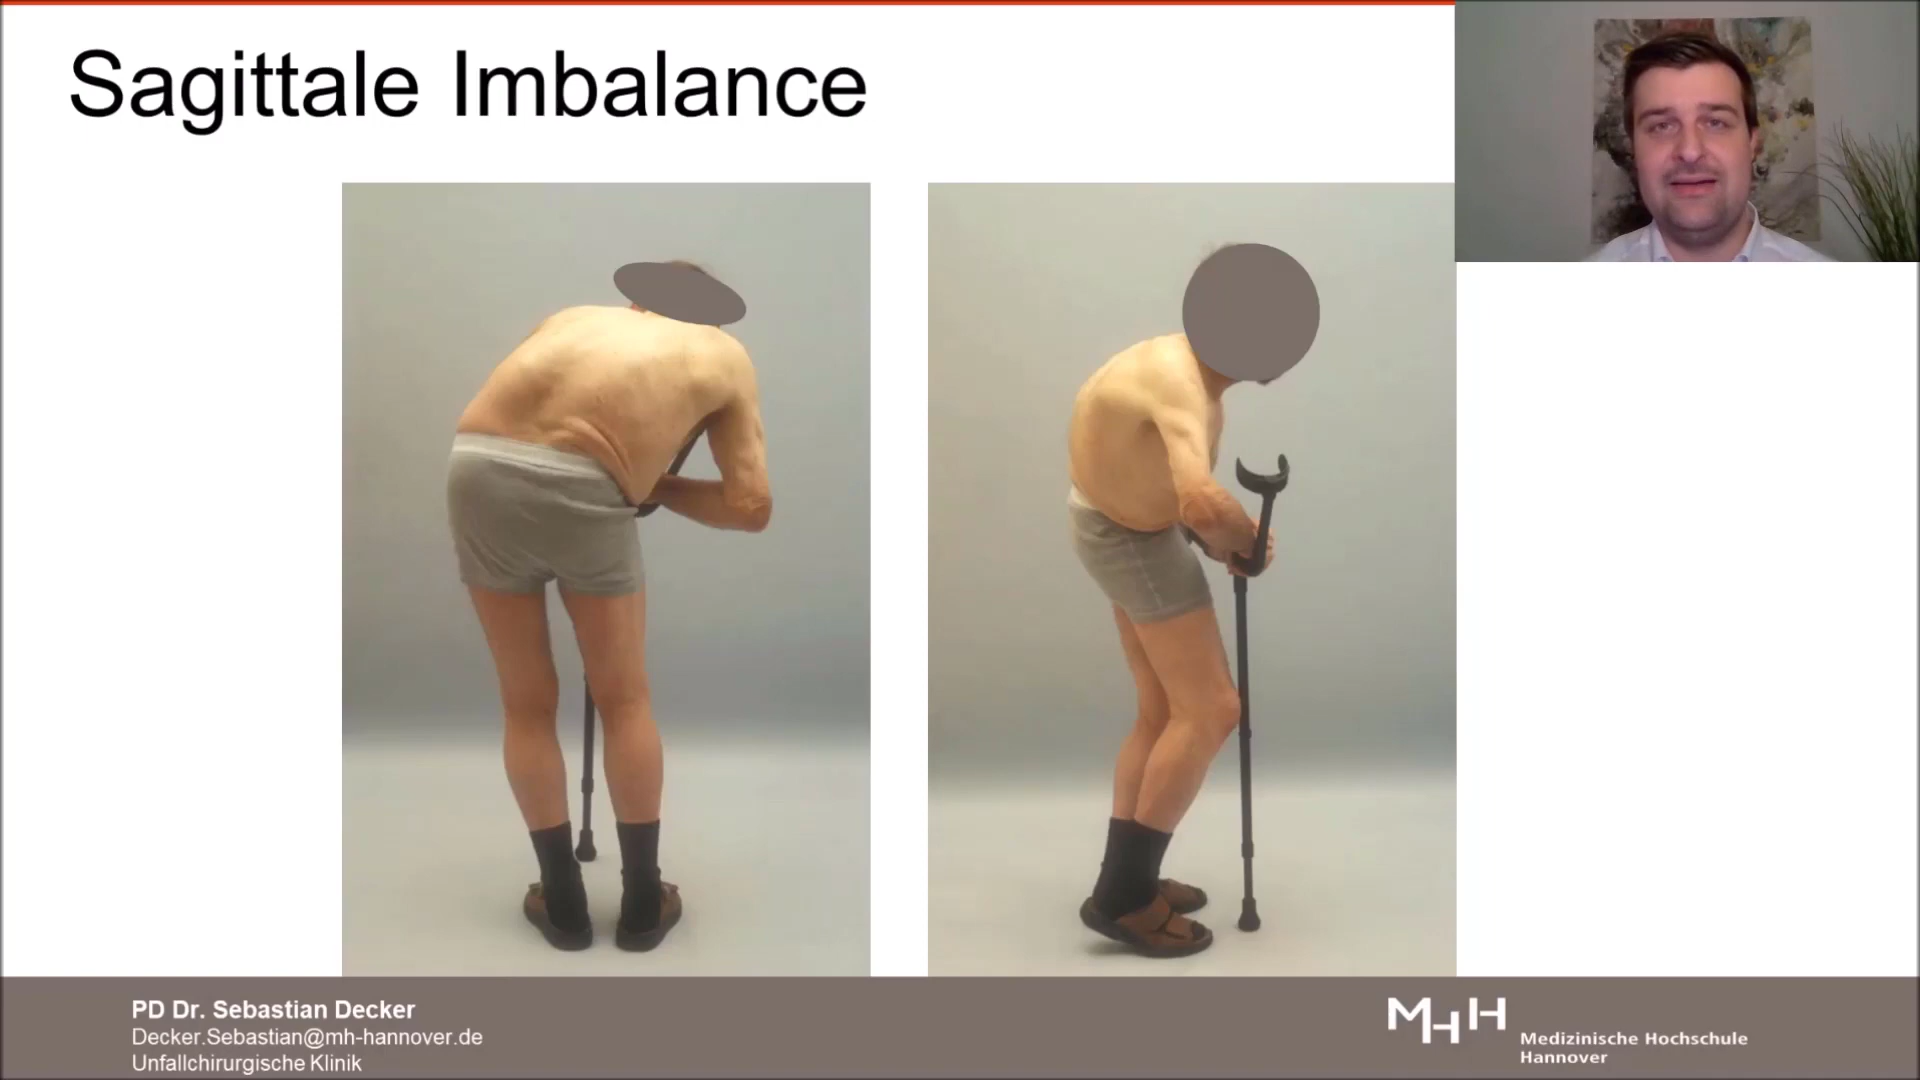 Sagittale Imbalance
PD Dr. Sebastian Decker
Decker.Sebastian@mh-hannover.de
Unfallchirurgische Klinik
MHH
Medizinische Hochschule
Hannover